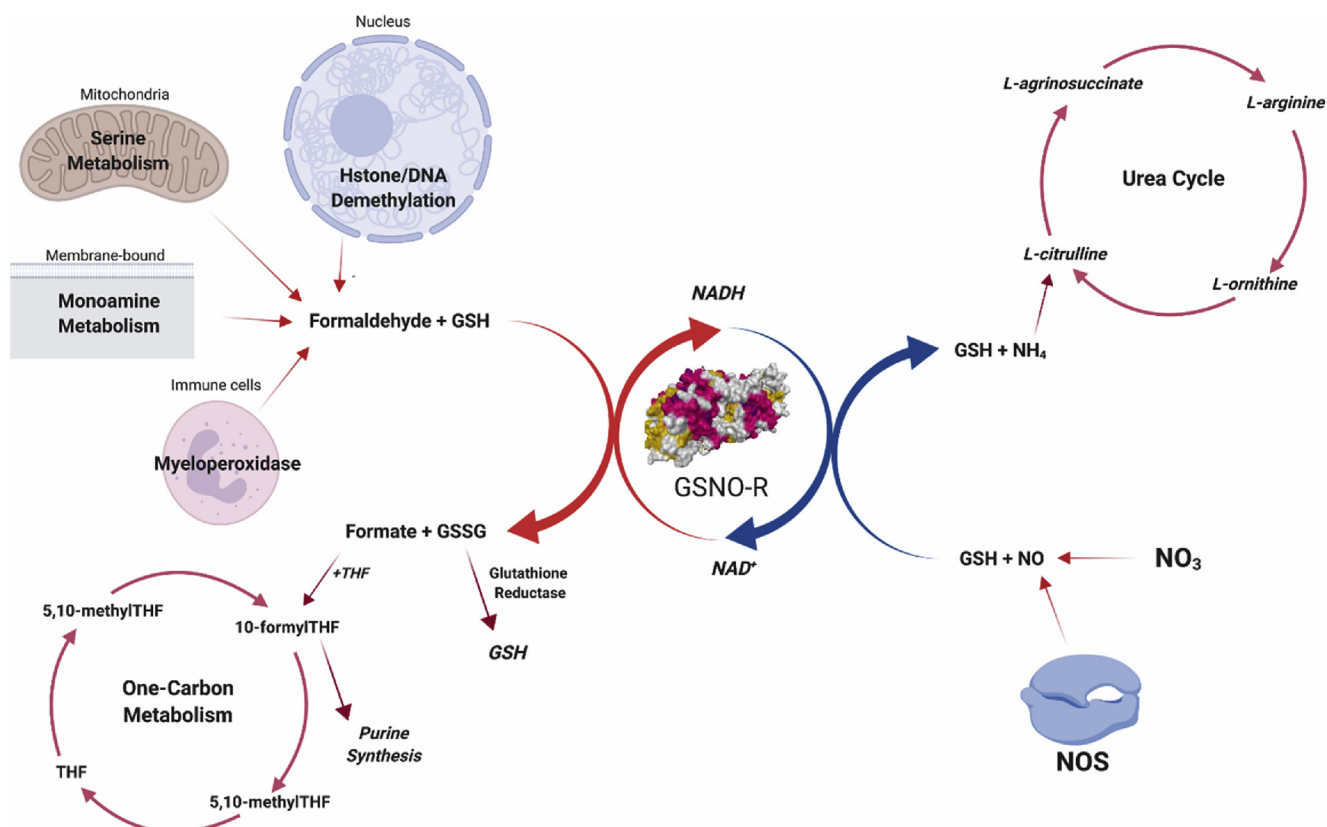 Nucleus
Mitochondria
Serine
Metabolism
Hstone/DNA
Demethylation
Membrane-bound
Monoamine
Metabolism
Formaldehyde + GSH
Immune cells
Myeloperoxidase
NADH
GSNO-R
NAD⁺
L-agrinosuccinate
L-arginine
Urea Cycle
L-citrulline
L-ornithine
GSH + NH₄
GSH + NO
NO₃
NOS
Formate + GSSG
+THF
Glutathione
Reductase
GSH
5,10-methylTHF
10-formylTHF
One-Carbon
Metabolism
Purine
Synthesis
THF
5,10-methylTHF